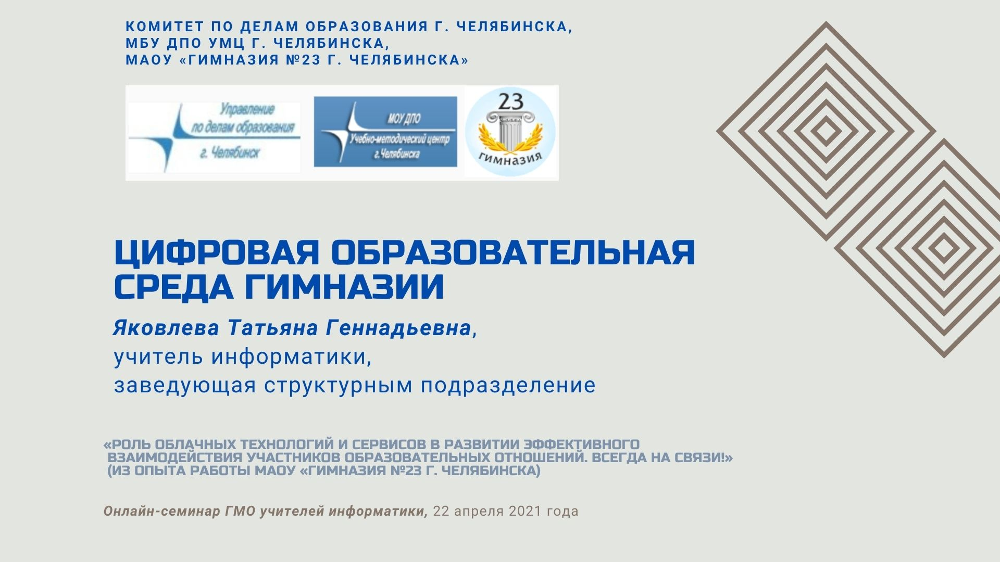 КОМИТЕТ ПО ДЕЛАМ ОБРАЗОВАНИЯ Г. ЧЕЛЯБИНСКА,
МБУ ДПО УМЦ Г. ЧЕЛЯБИНСКА,
МАОУ «ГИМНАЗИЯ №23 Г. ЧЕЛЯБИНСКА»
Управление
по делам образования
г. Челябинск
МОУ ДПО
Учебно-методический центр
г.Челябинска
23
гимназия
ЦИФРОВАЯ ОБРАЗОВАТЕЛЬНАЯ
СРЕДА ГИМНАЗИИ
Яковлева Татьяна Геннадьевна,
учитель информатики,
заведующая структурным подразделение
«РОЛЬ ОБЛАЧНЫХ ТЕХНОЛОГИЙ И СЕРВИСОВ В РАЗВИТИИ ЭФФЕКТИВНОГО
ВЗАИМОДЕЙСТВИЯ УЧАСТНИКОВ ОБРАЗОВАТЕЛЬНЫХ ОТНОШЕНИЙ. ВСЕГДА НА СВЯЗИ!»
(ИЗ ОПЫТА РАБОТЫ МАОУ «ГИМНАЗИЯ №23 Г. ЧЕЛЯБИНСКА)
Онлайн-семинар ГМО учителей информатики, 22 апреля 2021 года